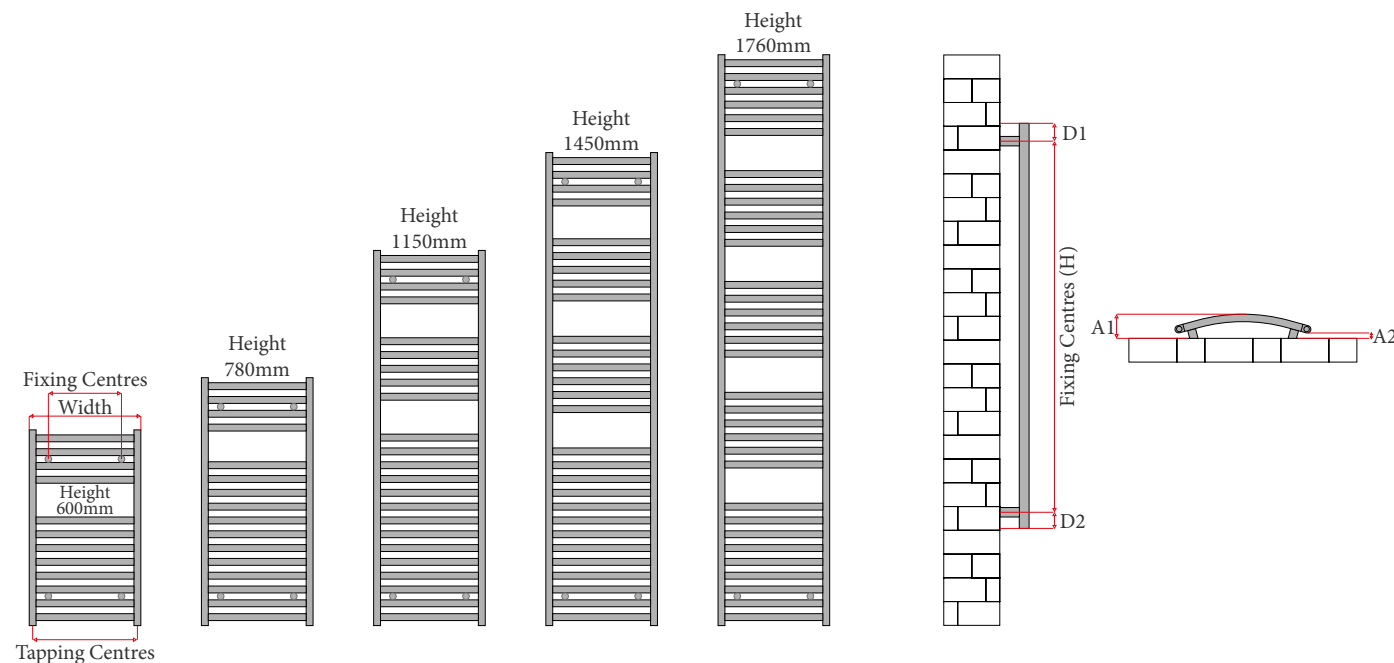 Fixing Centres
Width
Height
600mm
Tapping Centres
Height
780mm
Height
1150mm
Height
1450mm
Height
1760mm
D1
Fixing Centres (H)
D2
A1
A2